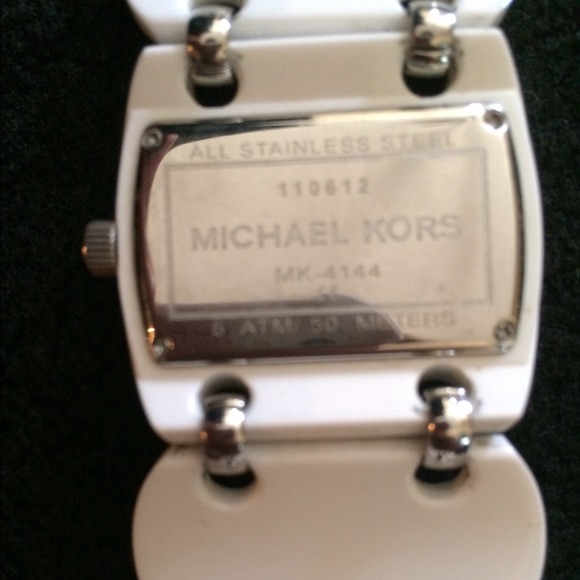 ALL STAINLESS STEEL
110612
MICHAEL KORS
MK-4144
5 ATM/50 METERS